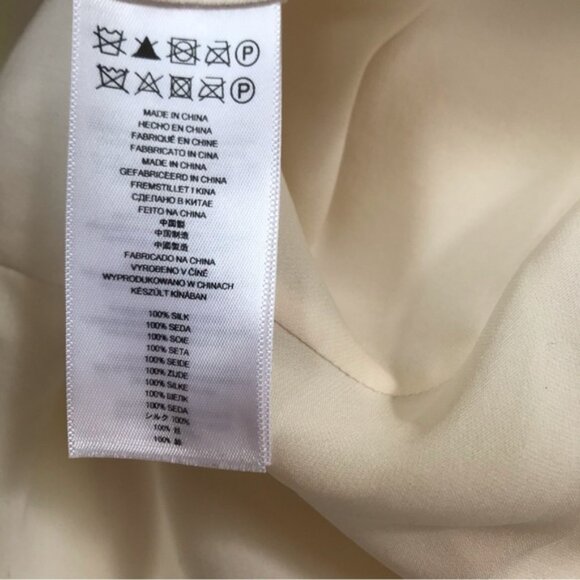 P
P
MADE IN CHINA
HECHO EN CHINA
FABRIQUÉ EN CHINE
FABBRICATO IN CINA
MADE IN CHINA
GEFABRICEERD IN CHINA
FREMSTILLET I KINA
СДЕЛАНО В КИТАЕ
FEITO NA CHINA
中国製
中国制造
中國製造
FABRICADO NA CHINA
VYROBENO V ČÍNĚ
WYPRODUKOWANO W CHINACH
KÉSZÜLT KÍNÁBAN
100% SILK
100% SEDA
100% SOIE
100% SETA
100% SEIDE
100% ZIJDE
100% SILKE
100% ШЕЛК
100% SEDA
シルク 100%
100% 丝
100% 絲